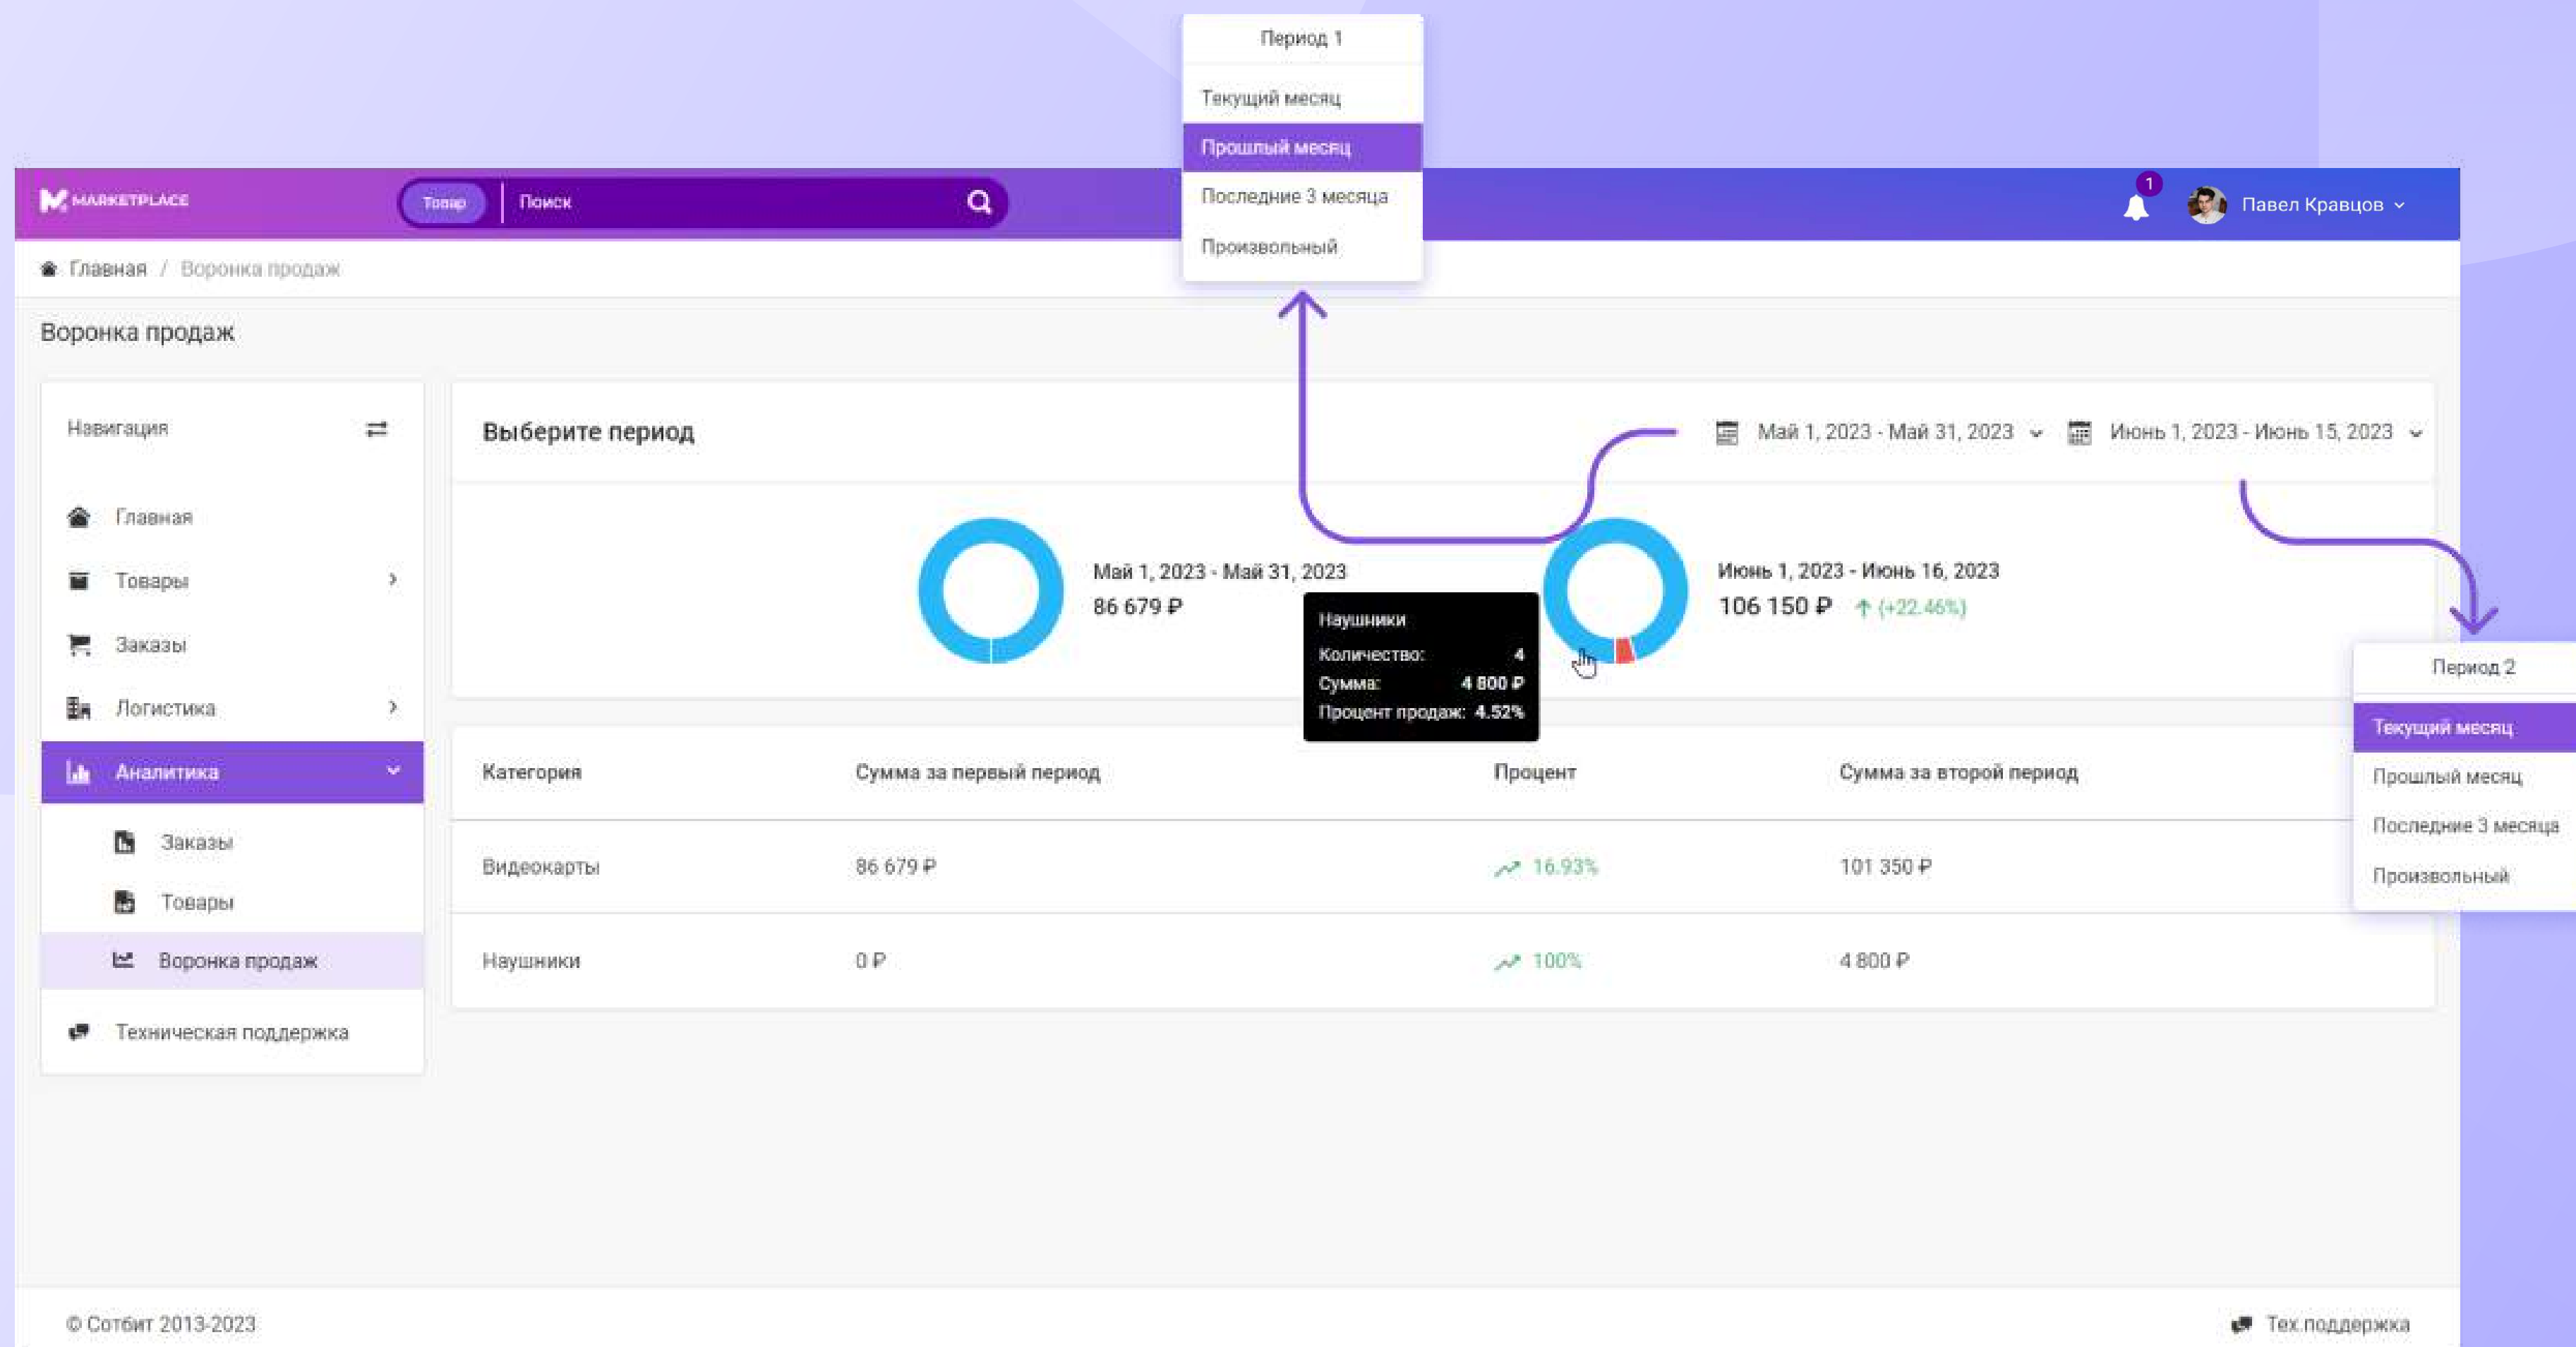 Период 1
Текущий месяц
Прошлый месяц
Последние 3 месяца
Произвольный
MARKETPLACE
Товар
Поиск
1
Павел Кравцов
Главная / Воронка продаж
Воронка продаж
Навигация
Главная
Товары
Заказы
Логистика
Аналитика
Заказы
Товары
Воронка продаж
Техническая поддержка
Выберите период
Май 1, 2023 - Май 31, 2023
Июнь 1, 2023 - Июнь 15, 2023
Май 1, 2023 - Май 31, 2023
86 679 ₽
Наушники
Количество: 4
Сумма: 4 800 ₽
Процент продаж: 4.52%
Июнь 1, 2023 - Июнь 16, 2023
106 150 ₽ ↑ (+22.46%)
Период 2
Текущий месяц
Прошлый месяц
Последние 3 месяца
Произвольный
Категория Сумма за первый период Процент Сумма за второй период
Видеокарты 86 679 ₽ 16.93% 101 350 ₽
Наушники 0 ₽ 100% 4 800 ₽
© Сотбит 2013-2023
Тех.поддержка